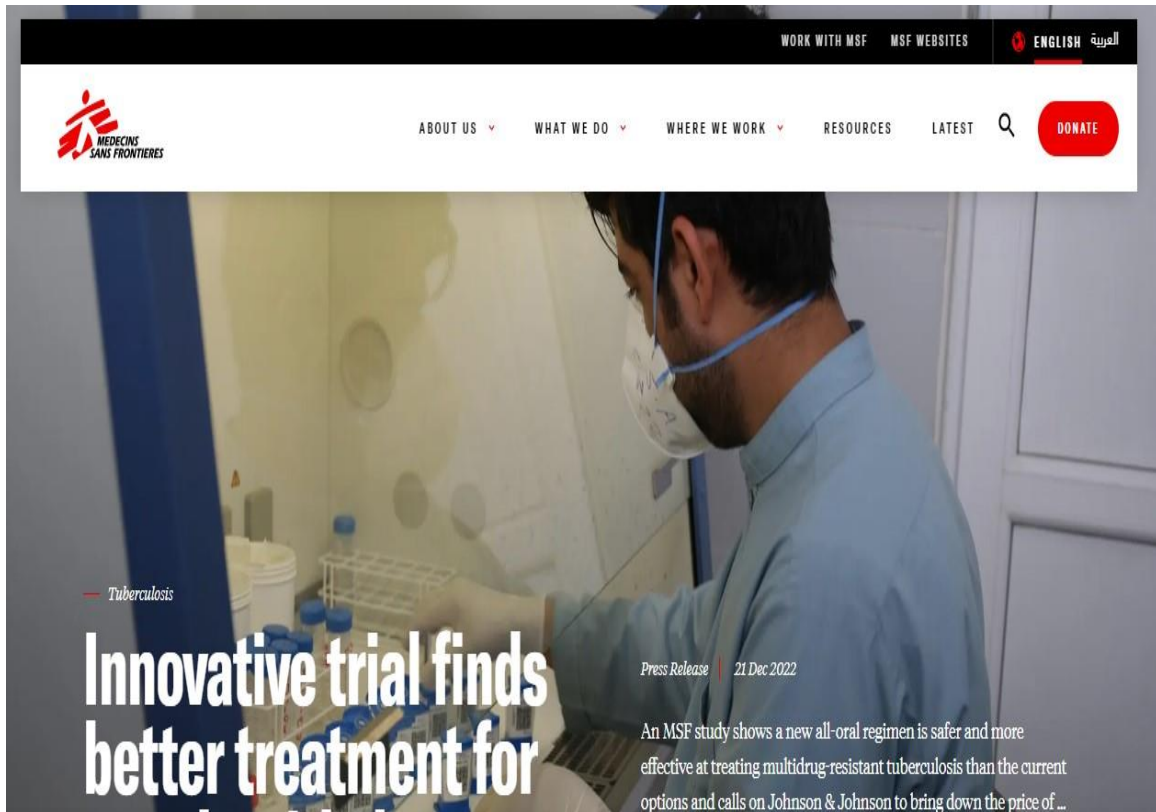 WORK WITH MSF MSF WEBSITES ENGLISH العربية
MEDECINS
SANS FRONTIERES
ABOUT US WHAT WE DO WHERE WE WORK RESOURCES LATEST DONATE
Tuberculosis
Innovative trial finds
better treatment for
Press Release | 21 Dec 2022
An MSF study shows a new all-oral regimen is safer and more
effective at treating multidrug-resistant tuberculosis than the current
options and calls on Johnson & Johnson to bring down the price of ...